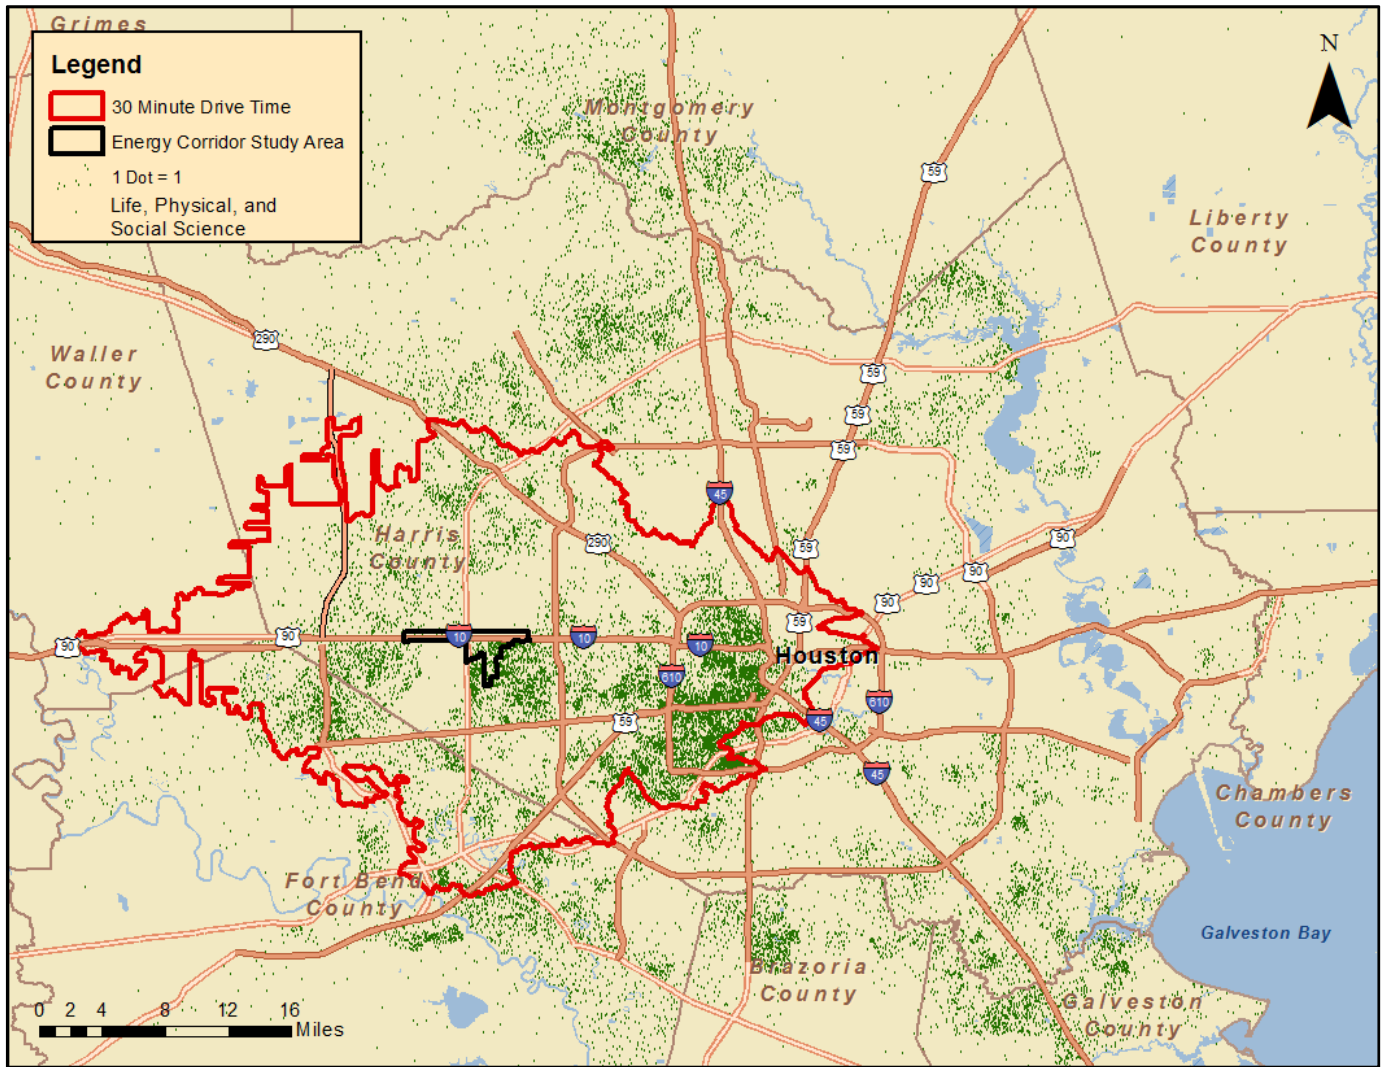 Grimes
Legend
30 Minute Drive Time
Energy Corridor Study Area
1 Dot = 1
Life, Physical, and
Social Science
N
Montgomery
County
59
Liberty
County
290
Waller
County
59
59
59
45
Harris
County
290
59
90
90
90
90
59
90
90
10
10
10
Houston
610
610
59
45
45
Chambers
County
Fort Bend
County
Galveston Bay
Brazoria
County
Galveston
County
0 2 4 8 12 16
Miles